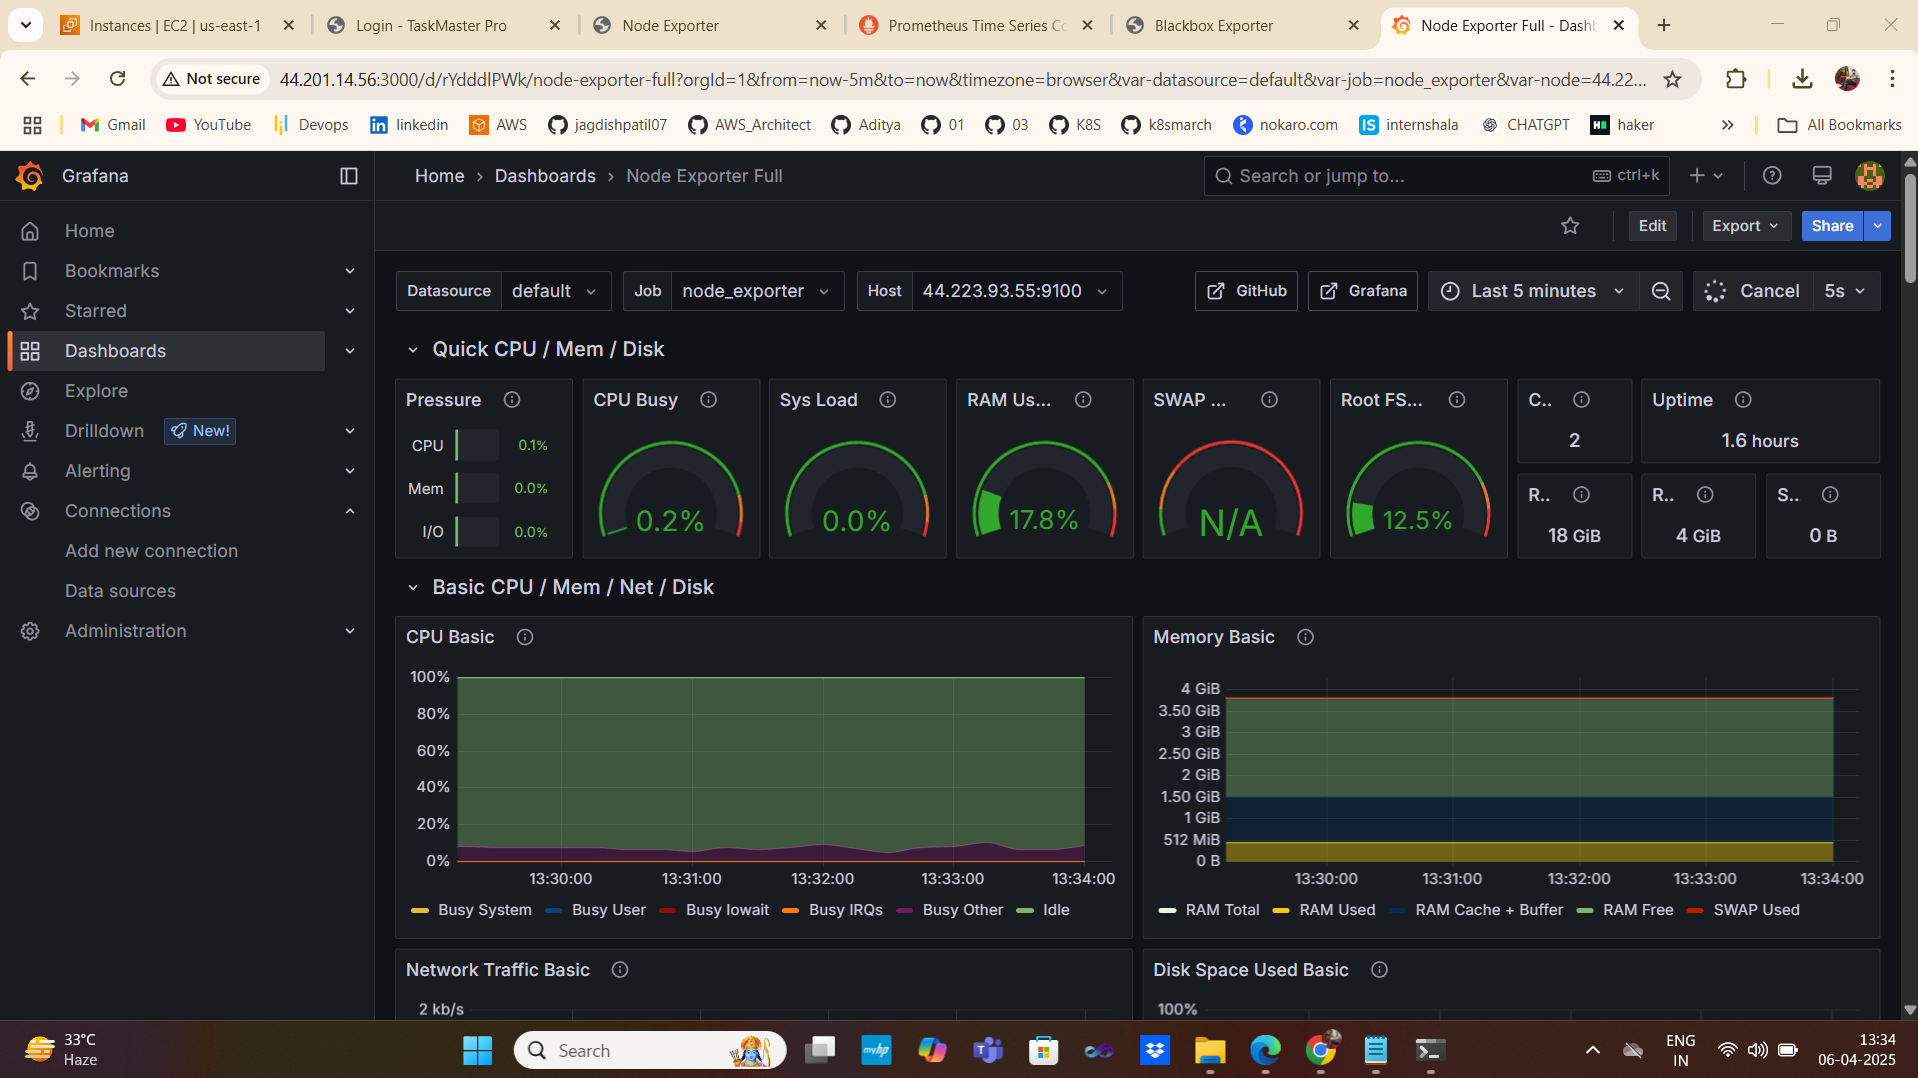 Instances | EC2 | us-east-1
Login - TaskMaster Pro
Node Exporter
Prometheus Time Series Co
Blackbox Exporter
Node Exporter Full - Dashb
Not secure
44.201.14.56:3000/d/rYdddlPWk/node-exporter-full?orgId=1&from=now-5m&to=now&timezone=browser&var-datasource=default&var-job=node_exporter&var-node=44.22...
Gmail YouTube Devops linkedin AWS jagdishpatil07 AWS_Architect Aditya 01 03 K8S k8smarch nokaro.com internshala CHATGPT haker » All Bookmarks
Grafana
Home › Dashboards › Node Exporter Full
Search or jump to... ctrl+k
Edit Export Share
Home
Bookmarks
Starred
Dashboards
Explore
Drilldown New!
Alerting
Connections
Add new connection
Data sources
Administration
Datasource default Job node_exporter Host 44.223.93.55:9100 GitHub Grafana Last 5 minutes Cancel 5s
Quick CPU / Mem / Disk
Pressure
CPU 0.1%
Mem 0.0%
I/O 0.0%
CPU Busy
0.2%
Sys Load
0.0%
RAM Us...
17.8%
SWAP ...
N/A
Root FS...
12.5%
C..
2
Uptime
1.6 hours
R..
18 GiB
R..
4 GiB
S..
0 B
Basic CPU / Mem / Net / Disk
CPU Basic
100%
80%
60%
40%
20%
0%
13:30:00 13:31:00 13:32:00 13:33:00 13:34:00
Busy System Busy User Busy Iowait Busy IRQs Busy Other Idle
Memory Basic
4 GiB
3.50 GiB
3 GiB
2.50 GiB
2 GiB
1.50 GiB
1 GiB
512 MiB
0 B
13:30:00 13:31:00 13:32:00 13:33:00 13:34:00
RAM Total RAM Used RAM Cache + Buffer RAM Free SWAP Used
Network Traffic Basic
2 kb/s
Disk Space Used Basic
100%
33°C
Haze
Search
myhp
ENG
IN
13:34
06-04-2025